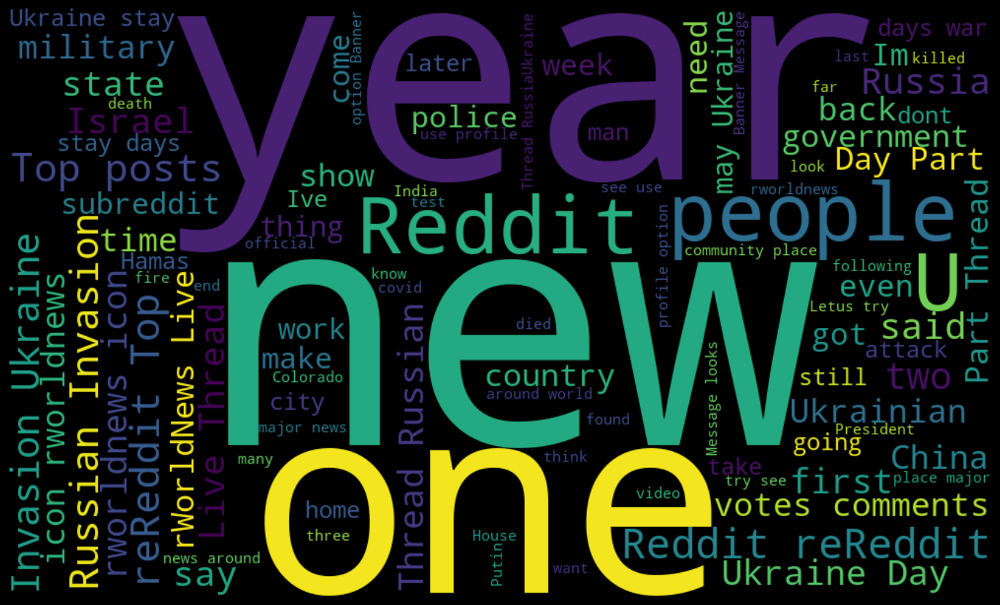 year
new
one
Ukraine stay
military
state
death
Israel
stay days
Top posts
subreddit
time
Hamas
fire
end
Invasion Ukraine
icon rworldnews
Russian Invasion
rworldnews icon
reReddit Top
rWorldNews Live
Live Thread
news around
say
come
option Banner
later
police
use profile
Thread RussiaUkraine
week
man
need
may Ukraine
Banner Message
days war
last
Im
killed
Russia
far
back
dont
government
look
Day Part
show
Ive
India
test
thing
official
Reddit
see use
rworldnews
people
profile option
community place
Part Thread
know
covid
following
even
U
Letus try
work
make
Colorado
city
major news
many
Thread Russian
died
country
around world
found
think
Message looks
got
said
attack
still
two
Ukrainian
President
going
China
take
try see
first
place major
home
three
House
Putin
want
video
votes comments
Reddit reReddit
Ukraine Day